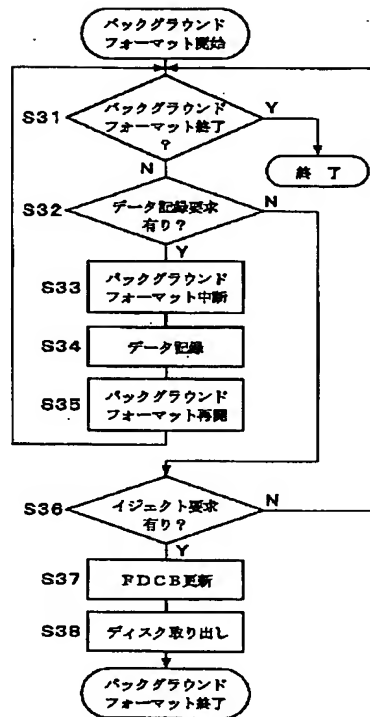 バックグラウンド
フォーマット開始
S31
バックグラウンド
フォーマット終了
?
Y
N
終 了
S32
データ記録要求
有り?
N
Y
S33
バックグラウンド
フォーマット中断
S34
データ記録
S35
バックグラウンド
フォーマット再開
S36
イジェクト要求
有り?
N
Y
S37
FDCB更新
S38
ディスク取り出し
バックグラウンド
フォーマット終了